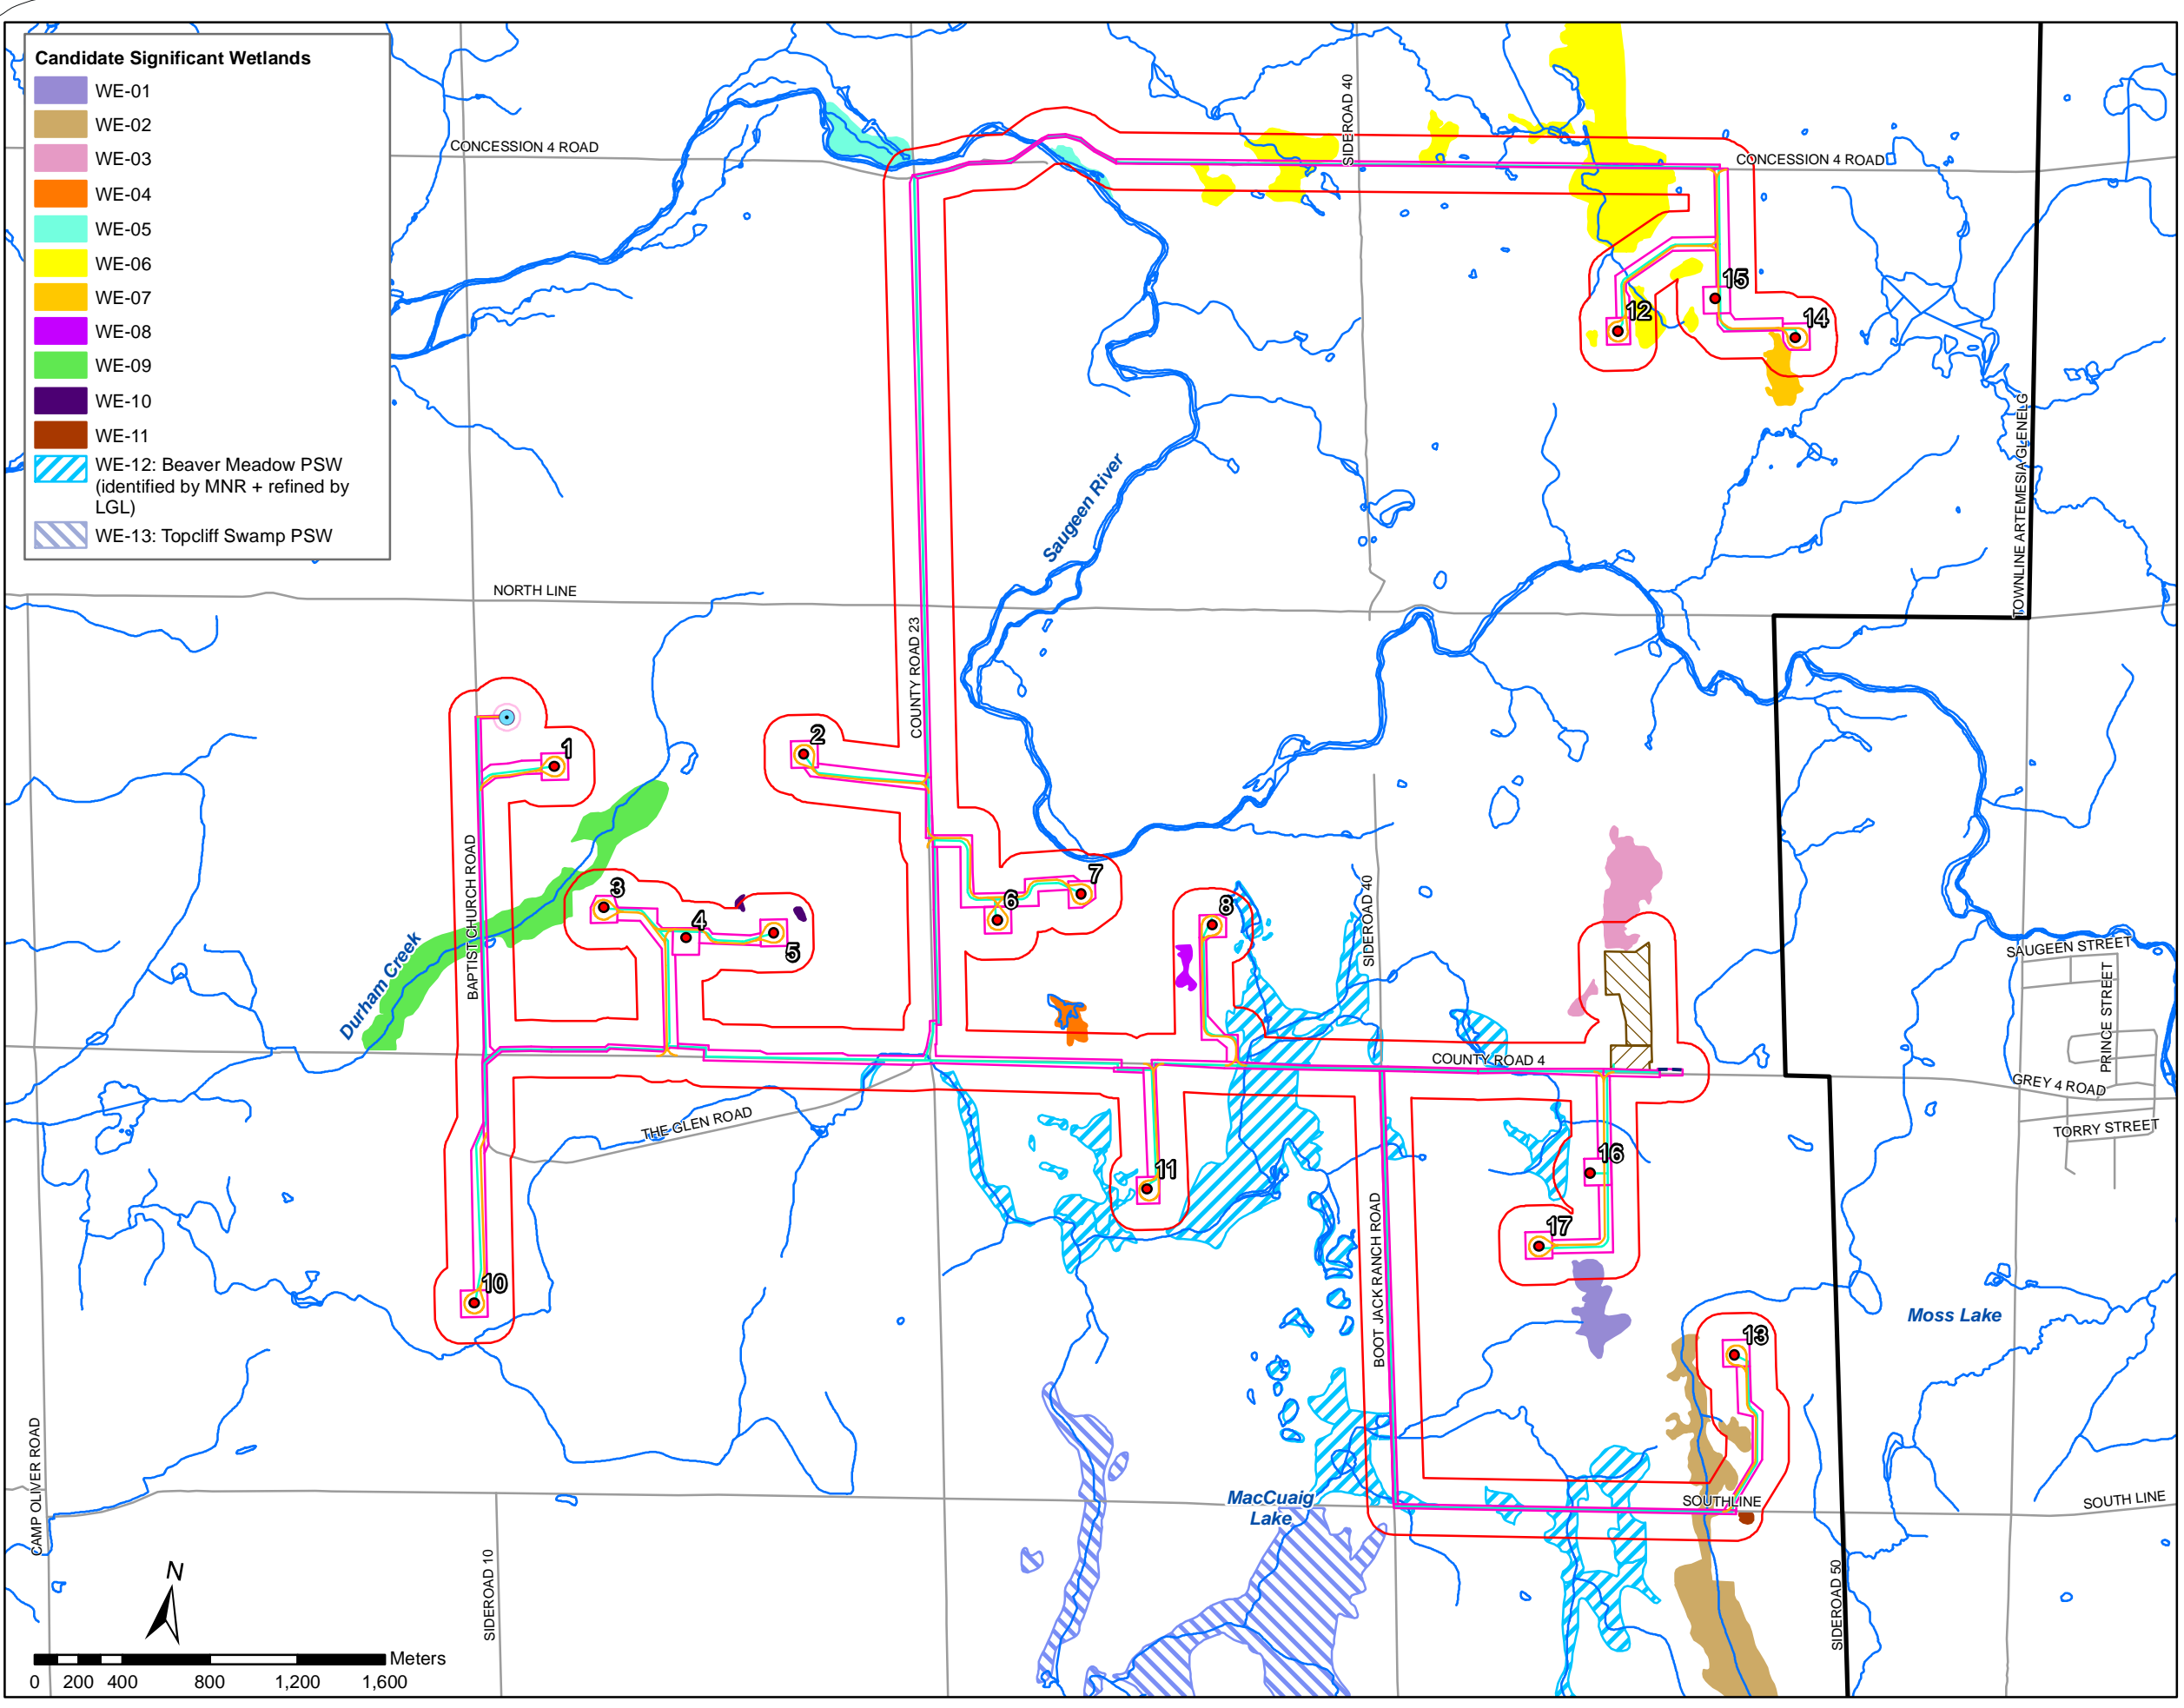 Candidate Significant Wetlands
WE-01
WE-02
WE-03
WE-04
WE-05
WE-06
WE-07
WE-08
WE-09
WE-10
WE-11
WE-12: Beaver Meadow PSW
(identified by MNR + refined by
LGL)
WE-13: Topcliff Swamp PSW
CONCESSION 4 ROAD
SIDEROAD 40
CONCESSION 4 ROAD
15
12
14
TOWNLINE ARTEMESIA GLENELG
Saugeen River
NORTH LINE
COUNTY ROAD 23
1
2
BAPTIST CHURCH ROAD
3
4
5
6
7
8
SIDEROAD 40
Durham Creek
SAUGEEN STREET
PRINCE STREET
COUNTY ROAD 4
GREY 4 ROAD
TORRY STREET
THE GLEN ROAD
11
16
17
BOOT JACK RANCH ROAD
10
13
Moss Lake
CAMP OLIVER ROAD
MacCuaig
Lake
SOUTHLINE
SOUTH LINE
SIDEROAD 10
SIDEROAD 50
N
Meters
0 200 400 800 1,200 1,600